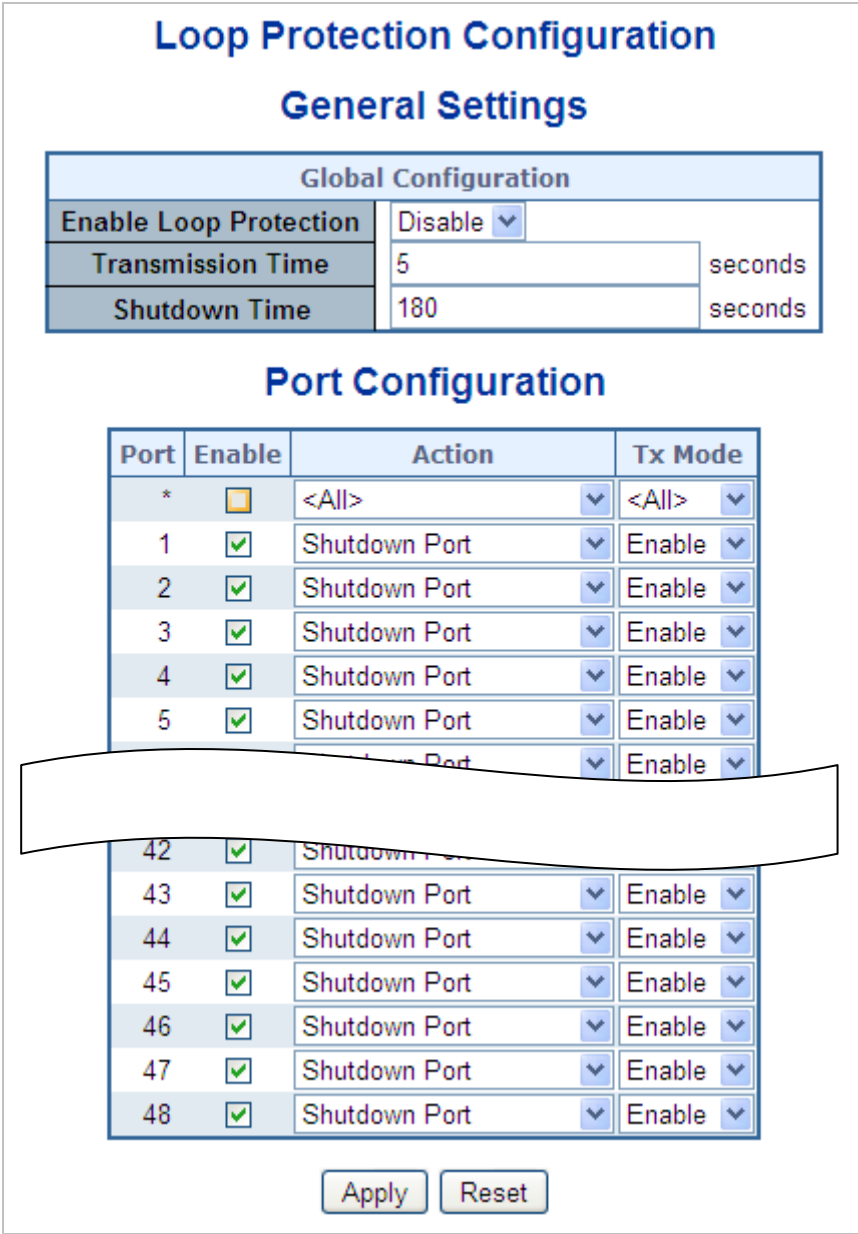 Loop Protection Configuration
General Settings
Global Configuration
Enable Loop Protection Disable
Transmission Time 5 seconds
Shutdown Time 180 seconds
Port Configuration
Port Enable Action Tx Mode
* <All> <All>
1 Shutdown Port Enable
2 Shutdown Port Enable
3 Shutdown Port Enable
4 Shutdown Port Enable
5 Shutdown Port Enable
Shutdown Port Enable
42 Shutdown Port
43 Shutdown Port Enable
44 Shutdown Port Enable
45 Shutdown Port Enable
46 Shutdown Port Enable
47 Shutdown Port Enable
48 Shutdown Port Enable
Apply Reset